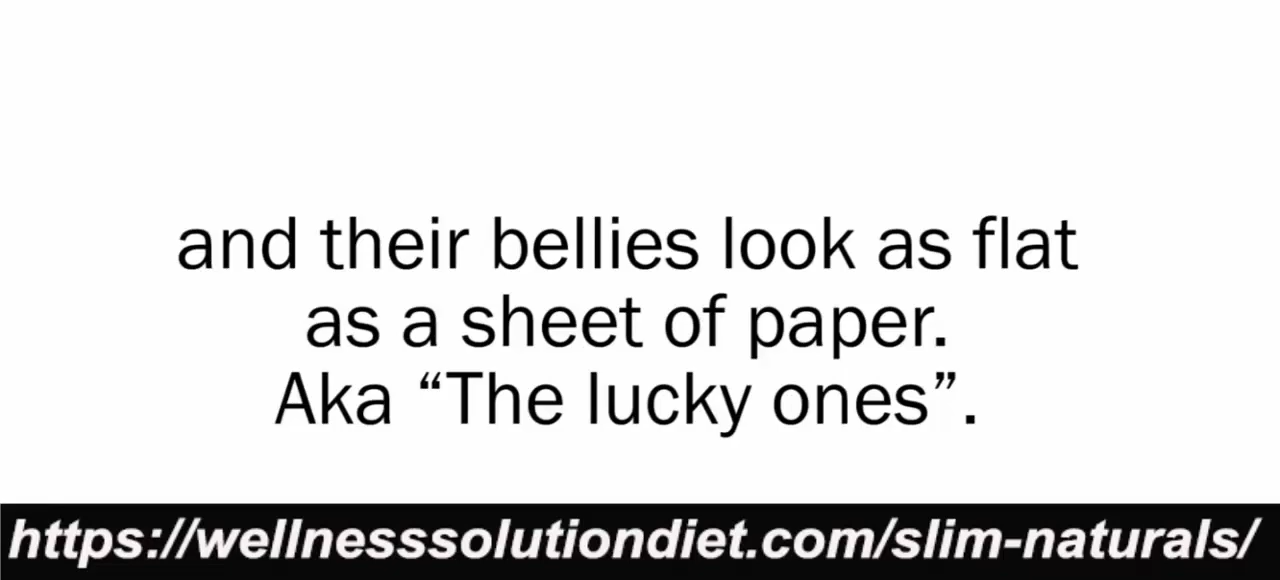 and their bellies look as flat
as a sheet of paper.
Aka “The lucky ones”.
https://wellnesssolutiondiet.com/slim-naturals/